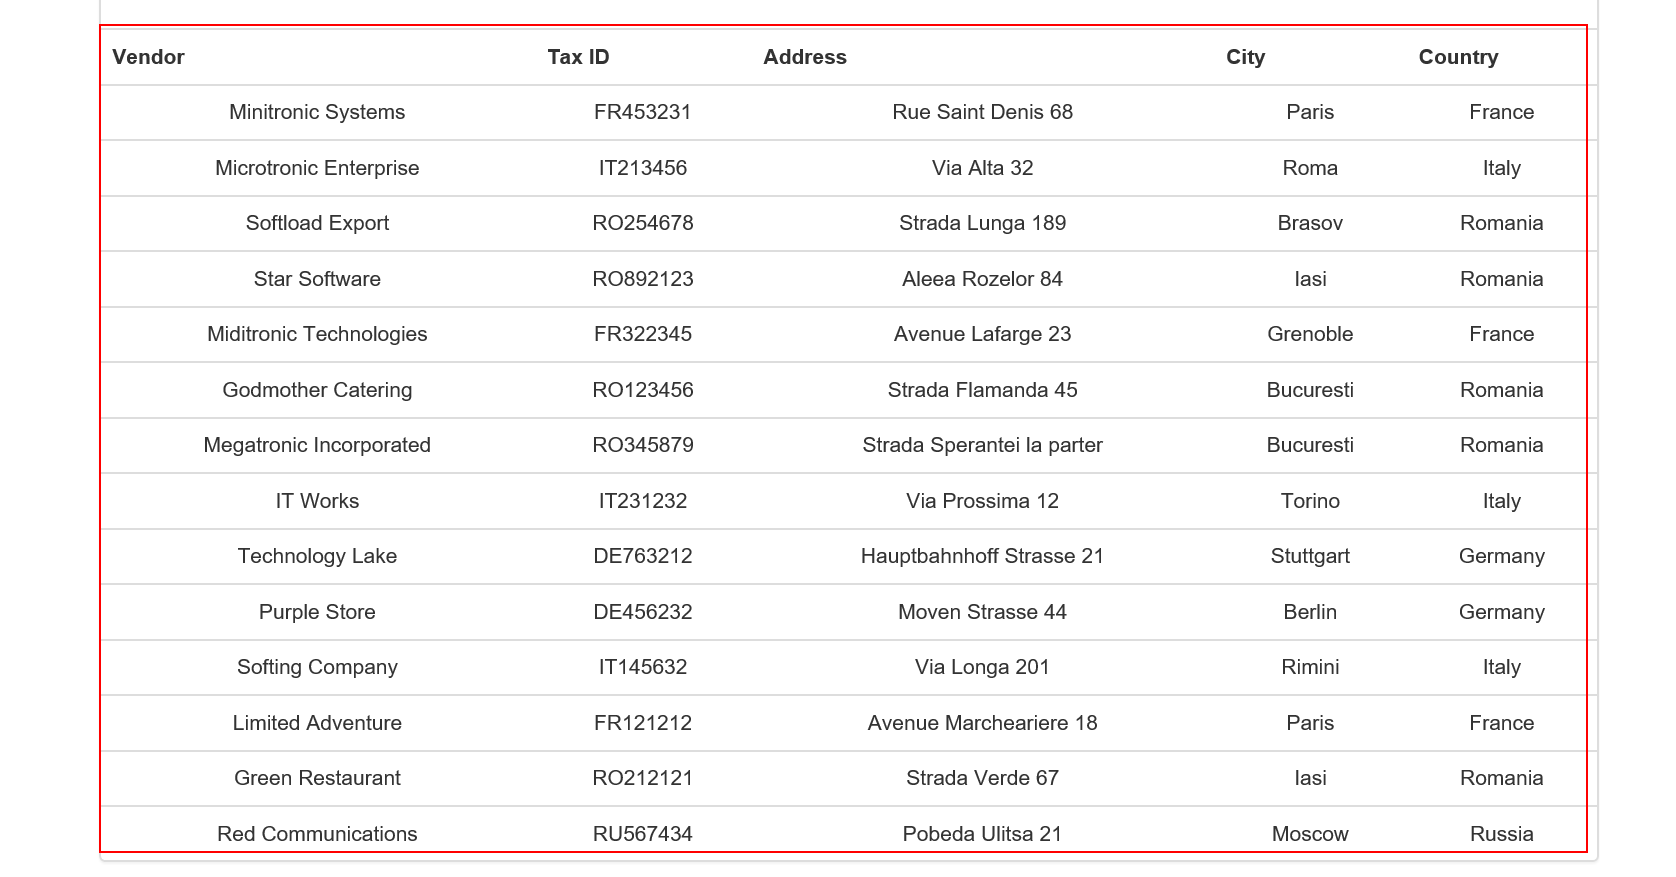 Vendor Tax ID Address City Country
Minitronic Systems FR453231 Rue Saint Denis 68 Paris France
Microtronic Enterprise IT213456 Via Alta 32 Roma Italy
Softload Export RO254678 Strada Lunga 189 Brasov Romania
Star Software RO892123 Aleea Rozelor 84 Iasi Romania
Miditronic Technologies FR322345 Avenue Lafarge 23 Grenoble France
Godmother Catering RO123456 Strada Flamanda 45 Bucuresti Romania
Megatronic Incorporated RO345879 Strada Sperantei la parter Bucuresti Romania
IT Works IT231232 Via Prossima 12 Torino Italy
Technology Lake DE763212 Hauptbahnhoff Strasse 21 Stuttgart Germany
Purple Store DE456232 Moven Strasse 44 Berlin Germany
Softing Company IT145632 Via Longa 201 Rimini Italy
Limited Adventure FR121212 Avenue Marcheariere 18 Paris France
Green Restaurant RO212121 Strada Verde 67 Iasi Romania
Red Communications RU567434 Pobeda Ulitsa 21 Moscow Russia